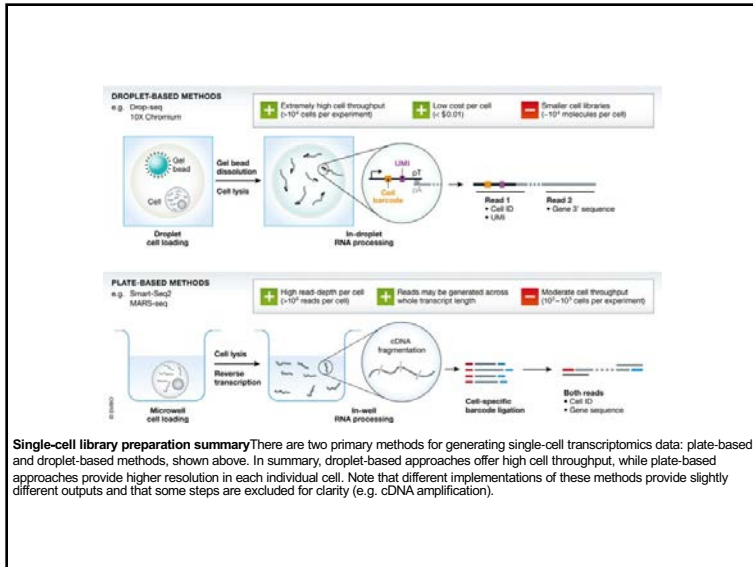 DROPLET-BASED METHODS
e.g. Drop-seq
10X Chromium
+ Extremely high cell throughput
(>10⁴ cells per experiment)
+ Low cost per cell
(< $0.01)
− Smaller cell libraries
(~10⁴ molecules per cell)
Gel
bead
Cell
Gel bead
dissolution
Cell lysis
UMI
pT
pA
Cell
barcode
Read 1
• Cell ID
• UMI
Read 2
• Gene 3' sequence
Droplet
cell loading
In-droplet
RNA processing
PLATE-BASED METHODS
e.g. Smart-Seq2
MARS-seq
+ High read-depth per cell
reads per cell)
+ Reads may be generated across
whole transcript length
− Moderate cell throughput
(10²–10³ cells per experiment)
Cell lysis
Reverse
transcription
cDNA
fragmentation
Microwell
cell loading
In-well
RNA processing
Cell-specific
barcode ligation
Both reads
• Cell ID
• Gene sequence
© EMBO
Single-cell library preparation summaryThere are two primary methods for generating single-cell transcriptomics data: plate-based
and droplet-based methods, shown above. In summary, droplet-based approaches offer high cell throughput, while plate-based
approaches provide higher resolution in each individual cell. Note that different implementations of these methods provide slightly
different outputs and that some steps are excluded for clarity (e.g. cDNA amplification).